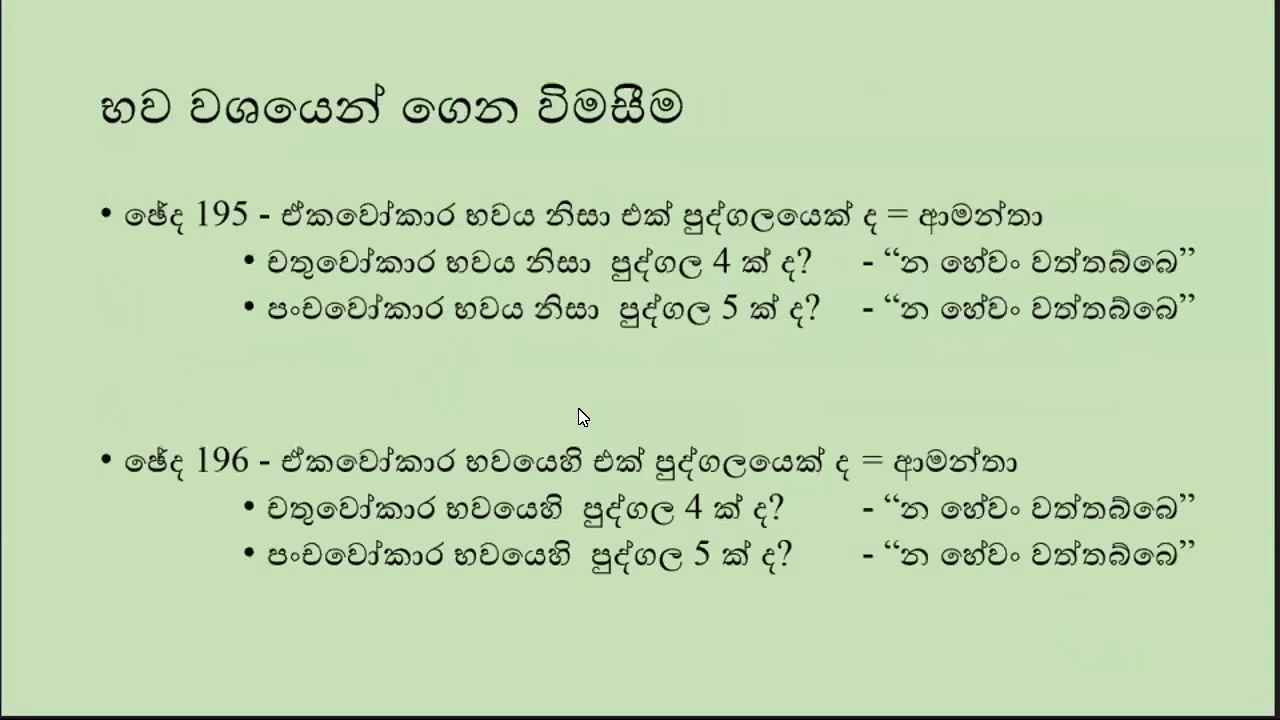 භව වශයෙන් ගෙන විමසීම
• ඡේද 195 - ඒකවෝකාර භවය නිසා එක් පුද්ගලයෙක් ද = ආමන්තා
• චතුවෝකාර භවය නිසා පුද්ගල 4 ක් ද? - “න හේවං වත්තබ්බෙ”
• පංචවෝකාර භවය නිසා පුද්ගල 5 ක් ද? - “න හේවං වත්තබ්බෙ”
• ඡේද 196 - ඒකවෝකාර භවයෙහි එක් පුද්ගලයෙක් ද = ආමන්තා
• චතුවෝකාර භවයෙහි පුද්ගල 4 ක් ද? - “න හේවං වත්තබ්බෙ”
• පංචවෝකාර භවයෙහි පුද්ගල 5 ක් ද? - “න හේවං වත්තබ්බෙ”